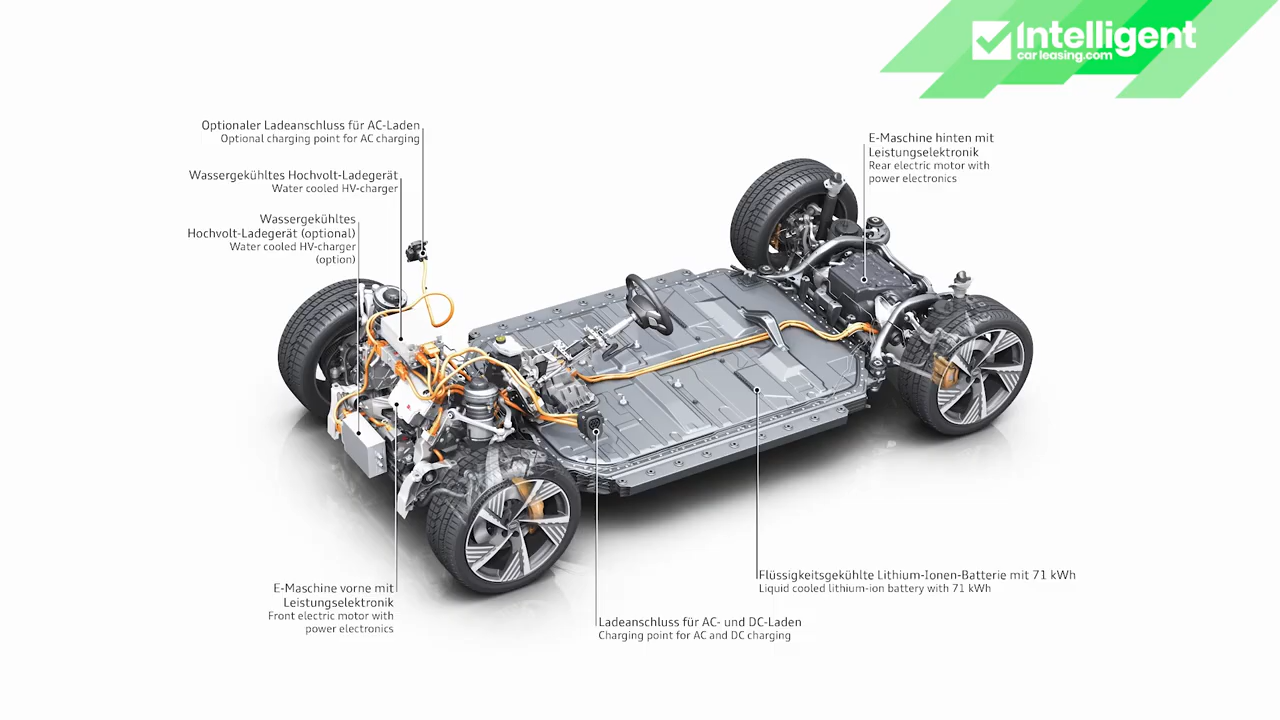 Intelligent
car leasing.com
Optionaler Ladeanschluss für AC-Laden
Optional charging point for AC charging
Wassergekühltes Hochvolt-Ladegerät
Water cooled HV-charger
Wassergekühltes
Hochvolt-Ladegerät (optional)
Water cooled HV-charger
(option)
E-Maschine hinten mit
Leistungselektronik
Rear electric motor with
power electronics
E-Maschine vorne mit
Leistungselektronik
Front electric motor with
power electronics
Flüssigkeitsgekühlte Lithium-Ionen-Batterie mit 71 kWh
Liquid cooled lithium-ion battery with 71 kWh
Ladeanschluss für AC- und DC-Laden
Charging point for AC and DC charging